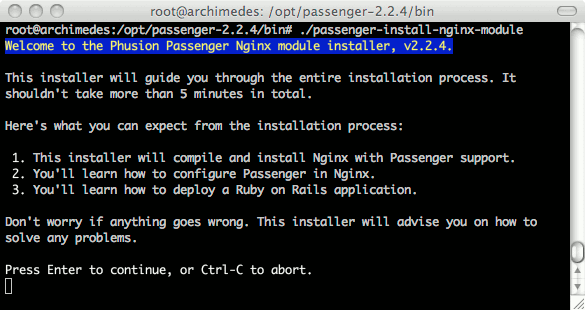 root@archimedes: /opt/passenger-2.2.4/bin
root@archimedes:/opt/passenger-2.2.4/bin# ./passenger-install-nginx-module
Welcome to the Phusion Passenger Nginx module installer, v2.2.4.
This installer will guide you through the entire installation process. It
shouldn't take more than 5 minutes in total.
Here's what you can expect from the installation process:
1. This installer will compile and install Nginx with Passenger support.
2. You'll learn how to configure Passenger in Nginx.
3. You'll learn how to deploy a Ruby on Rails application.
Don't worry if anything goes wrong. This installer will advise you on how to
solve any problems.
Press Enter to continue, or Ctrl-C to abort.